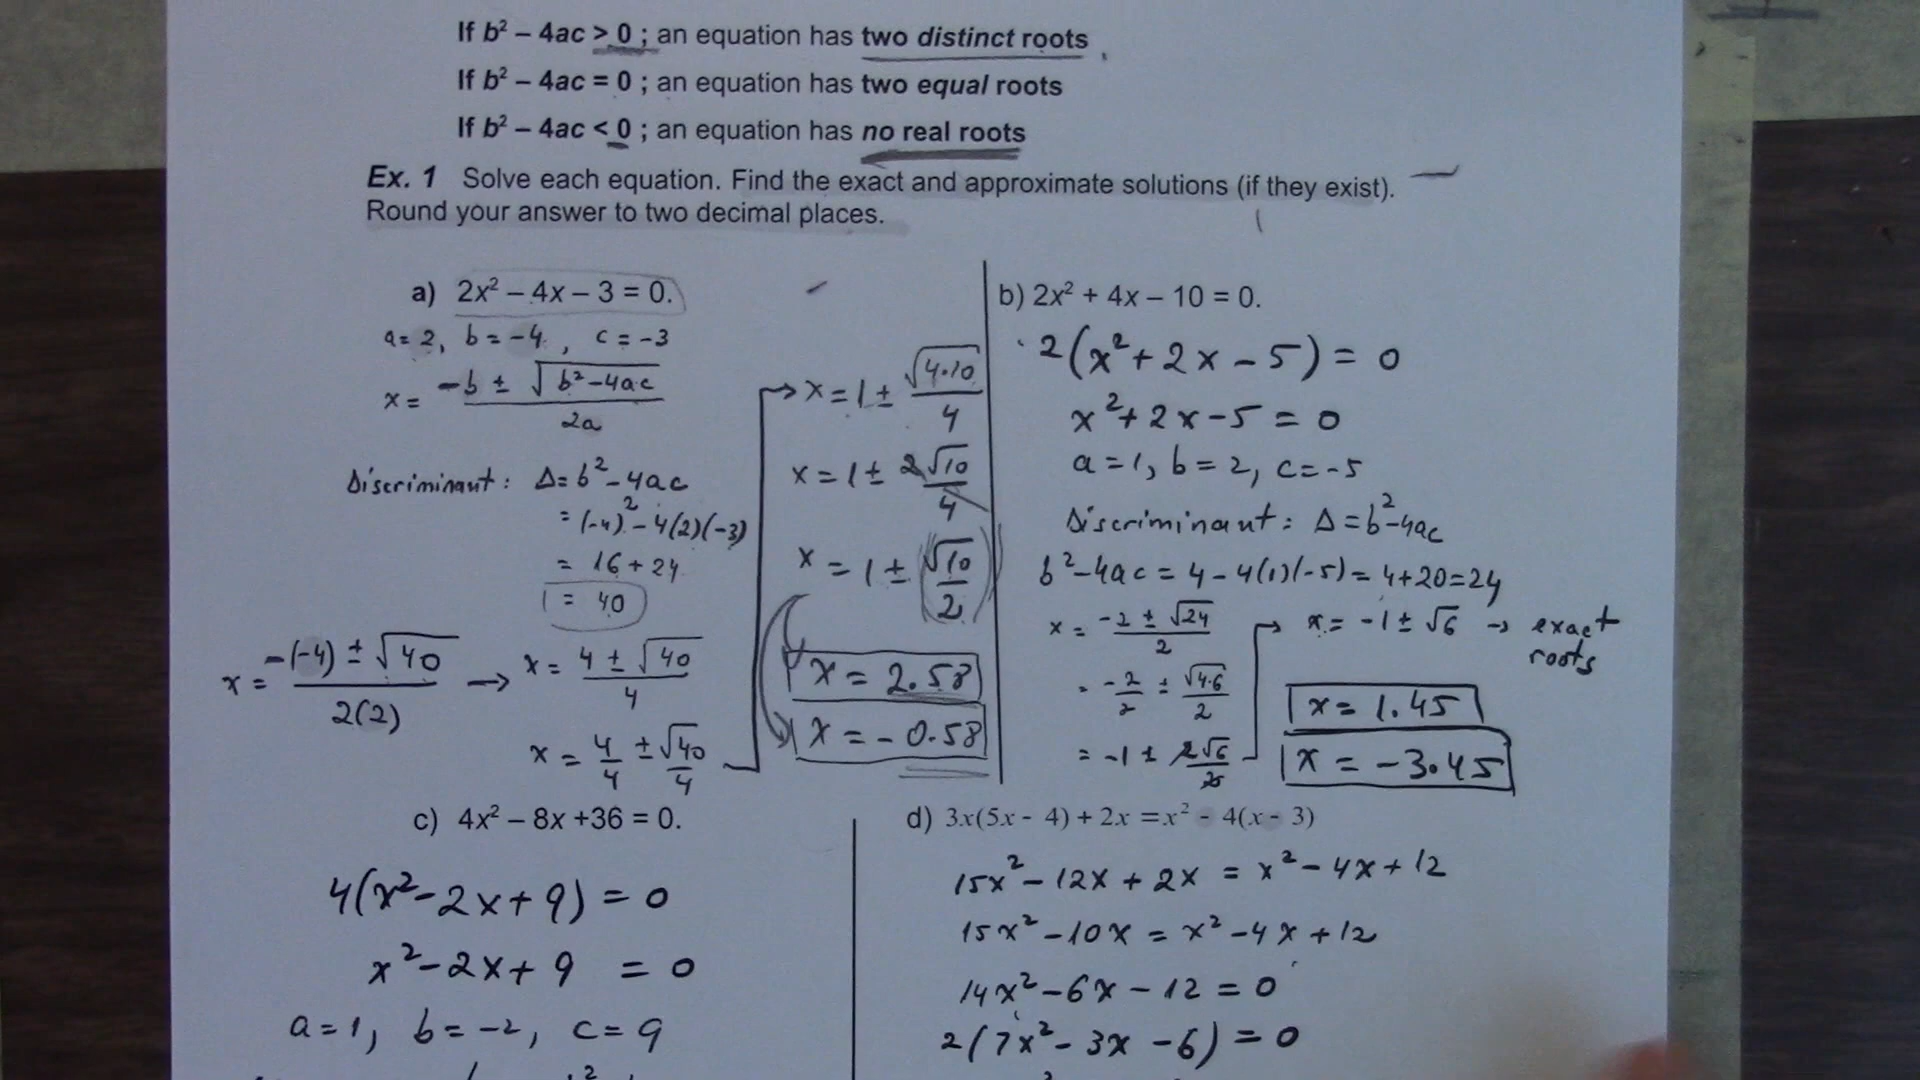 If b² – 4ac > 0 ; an equation has two distinct roots
If b² – 4ac = 0 ; an equation has two equal roots
If b² – 4ac < 0 ; an equation has no real roots
Ex. 1 Solve each equation. Find the exact and approximate solutions (if they exist).
Round your answer to two decimal places.
a) 2x² – 4x – 3 = 0.
a = 2, b = -4, c = -3
x = (-b ± √(b²-4ac))/2a
Discriminant: Δ = b² - 4ac
= (-4)² - 4(2)(-3)
= 16 + 24
= 40
x = (-(-4) ± √40)/2(2) → x = (4 ± √40)/4
x = 4/4 ± √40/4
→ x = 1 ± √(4·10)/4
x = 1 ± 2√10/4
x = 1 ± √10/2
x = 2.58
x = -0.58
b) 2x² + 4x – 10 = 0.
2(x² + 2x - 5) = 0
x² + 2x - 5 = 0
a = 1, b = 2, c = -5
Discriminant: Δ = b² - 4ac
b² - 4ac = 4 - 4(1)(-5) = 4 + 20 = 24
x = (-2 ± √24)/2
= -2/2 ± √(4·6)/2
= -1 ± 2√6/2
→ x = -1 ± √6 → exact
roots
x = 1.45
x = -3.45
c) 4x² – 8x +36 = 0.
4(x² - 2x + 9) = 0
x² - 2x + 9 = 0
a = 1, b = -2, c = 9
d) 3x(5x - 4) + 2x = x² - 4(x - 3)
15x² - 12x + 2x = x² - 4x + 12
15x² - 10x = x² - 4x + 12
14x² - 6x - 12 = 0
2(7x² - 3x - 6) = 0